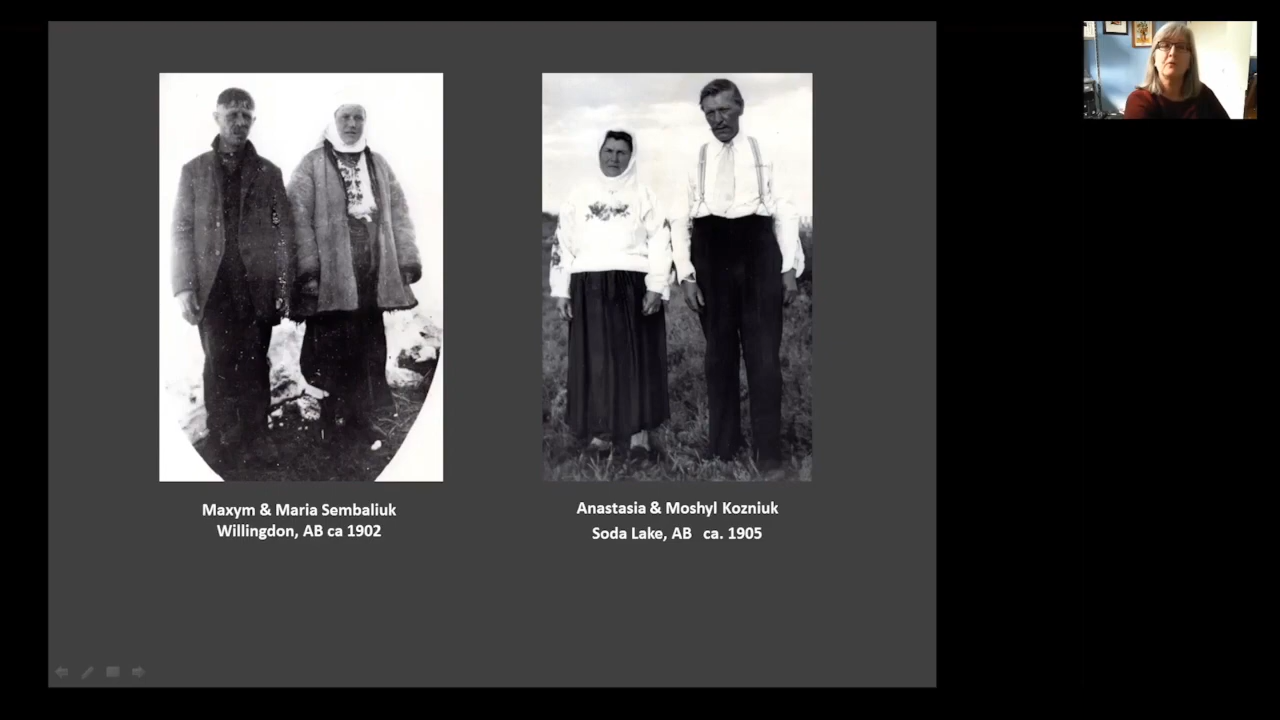 Maxym & Maria Sembaliuk
Willingdon, AB ca 1902
Anastasia & Moshyl Kozniuk
Soda Lake, AB ca. 1905